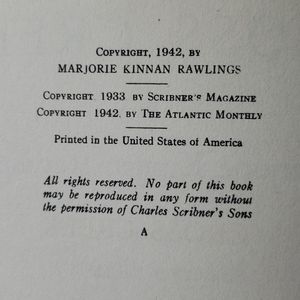 COPYRIGHT, 1942, BY
MARJORIE KINNAN RAWLINGS
COPYRIGHT 1933 BY SCRIBNER'S MAGAZINE
COPYRIGHT 1942. BY THE ATLANTIC MONTHLY
Printed in the United States of America
All rights reserved. No part of this book
may be reproduced in any form without
the permission of Charles Scribner's Sons
A